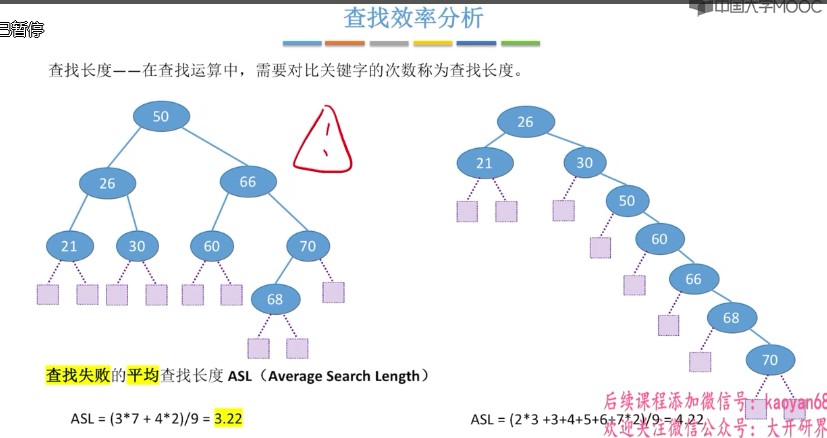 已暂停
中国大学MOOC
查找效率分析
查找长度——在查找运算中，需要对比关键字的次数称为查找长度。
50
26
26
66
21
30
21
30
60
70
50
60
68
66
68
70
查找失败的平均查找长度 ASL（Average Search Length）
ASL = (3*7 + 4*2)/9 = 3.22
ASL = (2*3 +3+4+5+6+7*2)/9 = 4.22
后续课程添加微信号：kaoyan68
欢迎关注微信公众号：大开研界